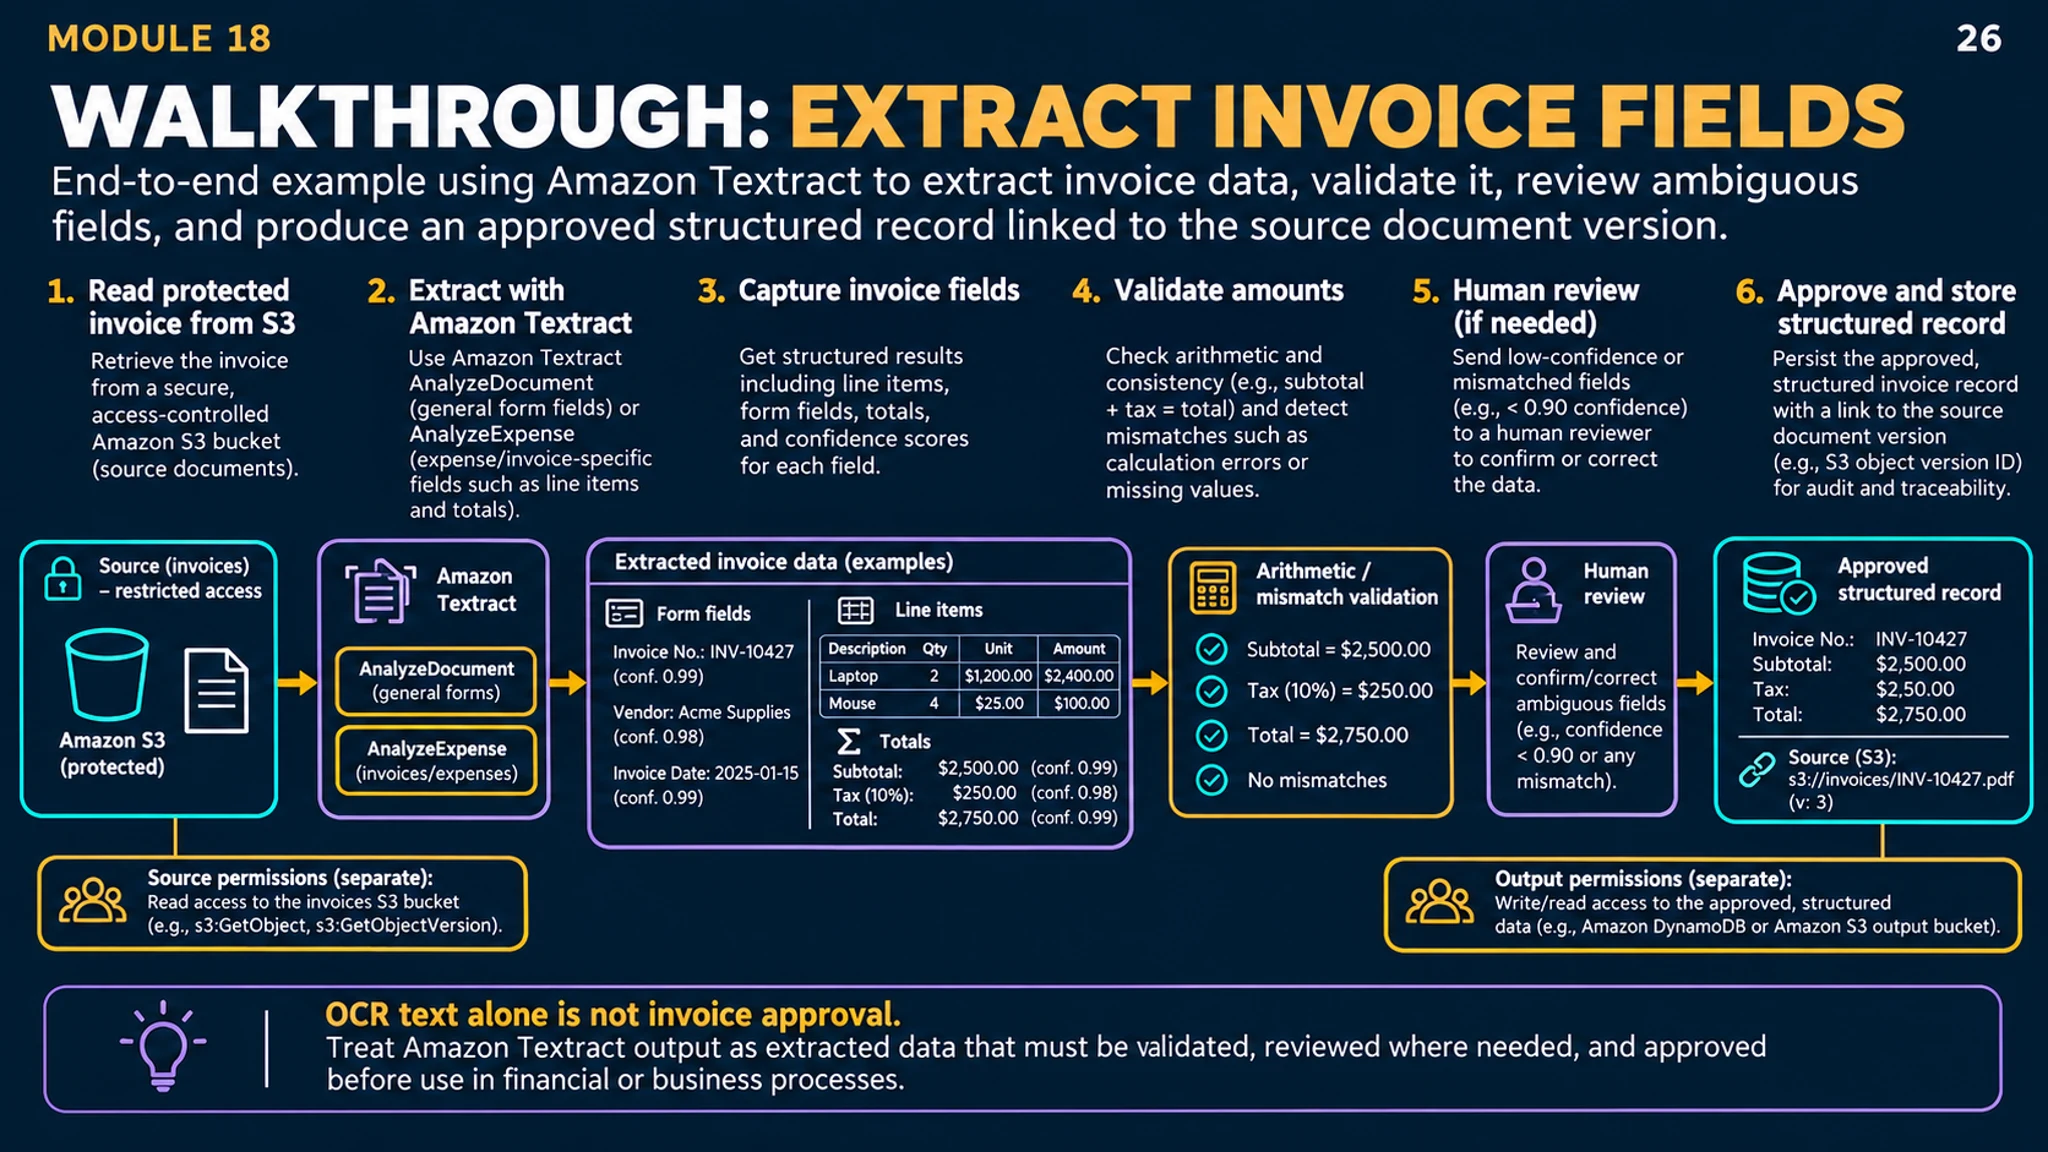 MODULE 18
26
WALKTHROUGH: EXTRACT INVOICE FIELDS
End-to-end example using Amazon Textract to extract invoice data, validate it, review ambiguous
fields, and produce an approved structured record linked to the source document version.
1. Read protected
invoice from S3
Retrieve the invoice
from a secure,
access-controlled
Amazon S3 bucket
(source documents).
2. Extract with
Amazon Textract
Use Amazon Textract
AnalyzeDocument
(general form fields) or
AnalyzeExpense
(expense/invoice-specific
fields such as line items
and totals).
3. Capture invoice fields
Get structured results
including line items,
form fields, totals,
and confidence scores
for each field.
4. Validate amounts
Check arithmetic and
consistency (e.g., subtotal
+ tax = total) and detect
mismatches such as
calculation errors or
missing values.
5. Human review
(if needed)
Send low-confidence or
mismatched fields
(e.g., < 0.90 confidence)
to a human reviewer
to confirm or correct
the data.
6. Approve and store
structured record
Persist the approved,
structured invoice record
with a link to the source
document version
(e.g., S3 object version ID)
for audit and traceability.
Source (invoices)
– restricted access
Amazon S3
(protected)
Amazon
Textract
AnalyzeDocument
(general forms)
AnalyzeExpense
(invoices/expenses)
Extracted invoice data (examples)
Form fields
Invoice No.: INV-10427
(conf. 0.99)
Vendor: Acme Supplies
(conf. 0.98)
Invoice Date: 2025-01-15
(conf. 0.99)
Line items
Description Qty Unit Amount
Laptop 2 $1,200.00 $2,400.00
Mouse 4 $25.00 $100.00
Σ Totals
Subtotal: $2,500.00 (conf. 0.99)
Tax (10%): $250.00 (conf. 0.98)
Total: $2,750.00 (conf. 0.99)
Arithmetic /
mismatch validation
Subtotal = $2,500.00
Tax (10%) = $250.00
Total = $2,750.00
No mismatches
Human
review
Review and
confirm/correct
ambiguous fields
(e.g., confidence
< 0.90 or any
mismatch).
Approved
structured record
Invoice No.: INV-10427
Subtotal: $2,500.00
Tax: $2,50.00
Total: $2,750.00
Source (S3):
s3://invoices/INV-10427.pdf
(v: 3)
Source permissions (separate):
Read access to the invoices S3 bucket
(e.g., s3:GetObject, s3:GetObjectVersion).
Output permissions (separate):
Write/read access to the approved, structured
data (e.g., Amazon DynamoDB or Amazon S3 output bucket).
OCR text alone is not invoice approval.
Treat Amazon Textract output as extracted data that must be validated, reviewed where needed, and approved
before use in financial or business processes.